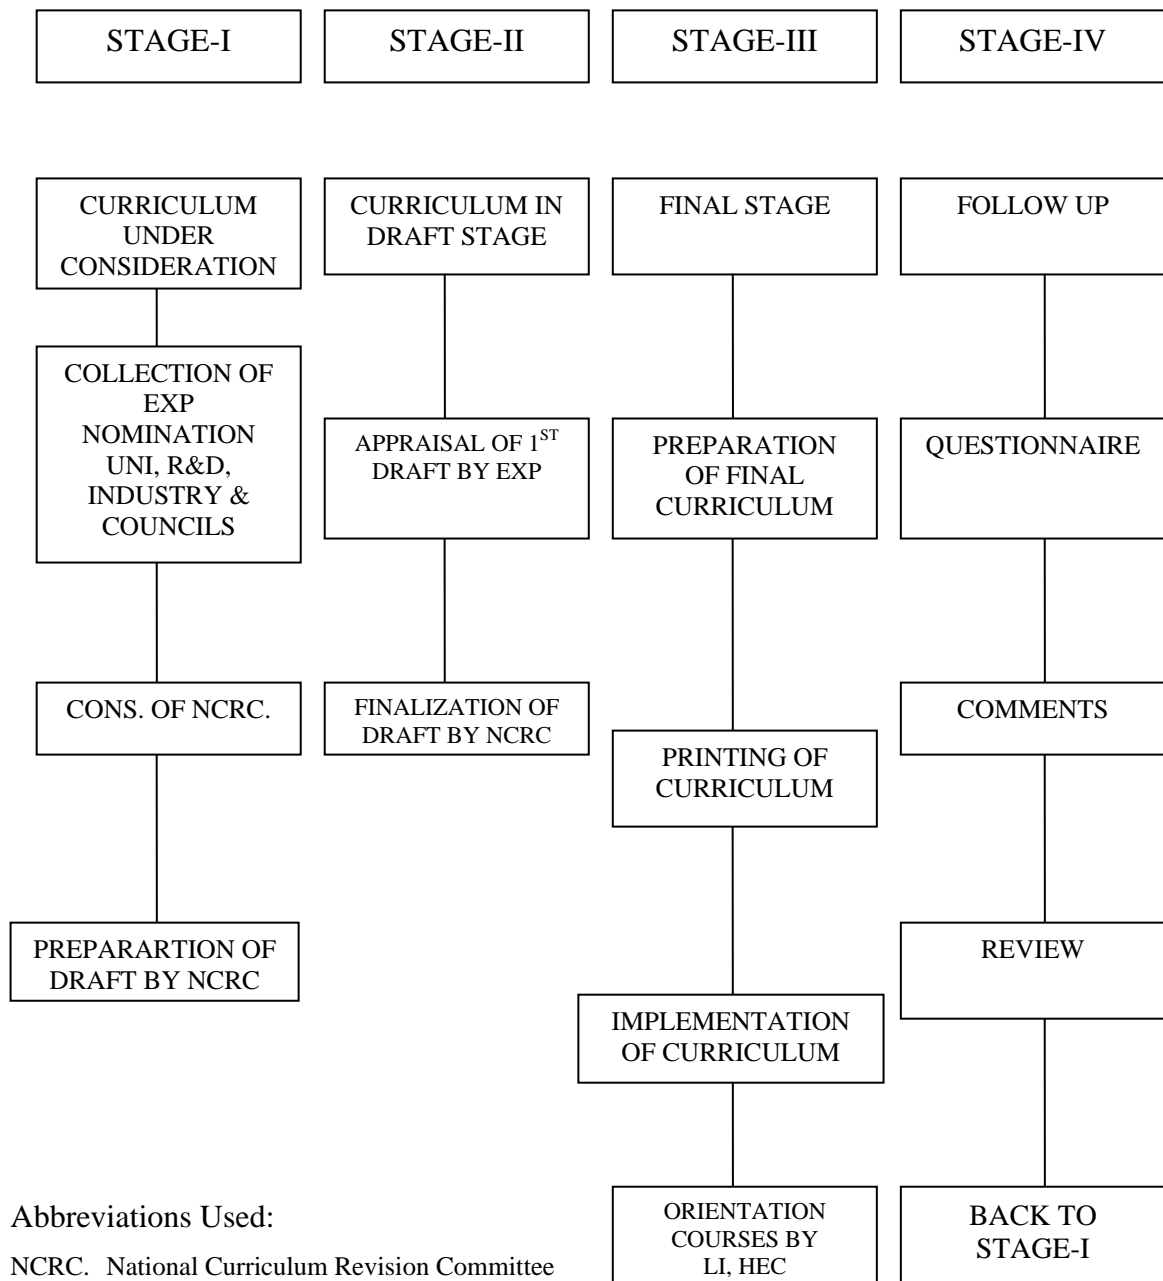 STAGE-I
STAGE-II
STAGE-III
STAGE-IV
CURRICULUM
UNDER
CONSIDERATION
COLLECTION OF
EXP
NOMINATION
UNI, R&D,
INDUSTRY &
COUNCILS
CONS. OF NCRC.
PREPARARTION OF
DRAFT BY NCRC
CURRICULUM IN
DRAFT STAGE
APPRAISAL OF 1ST
DRAFT BY EXP
FINALIZATION OF
DRAFT BY NCRC
FINAL STAGE
PREPARATION
OF FINAL
CURRICULUM
PRINTING OF
CURRICULUM
IMPLEMENTATION
OF CURRICULUM
ORIENTATION
COURSES BY
LI, HEC
FOLLOW UP
QUESTIONNAIRE
COMMENTS
REVIEW
BACK TO
STAGE-I
Abbreviations Used:
NCRC. National Curriculum Revision Committee